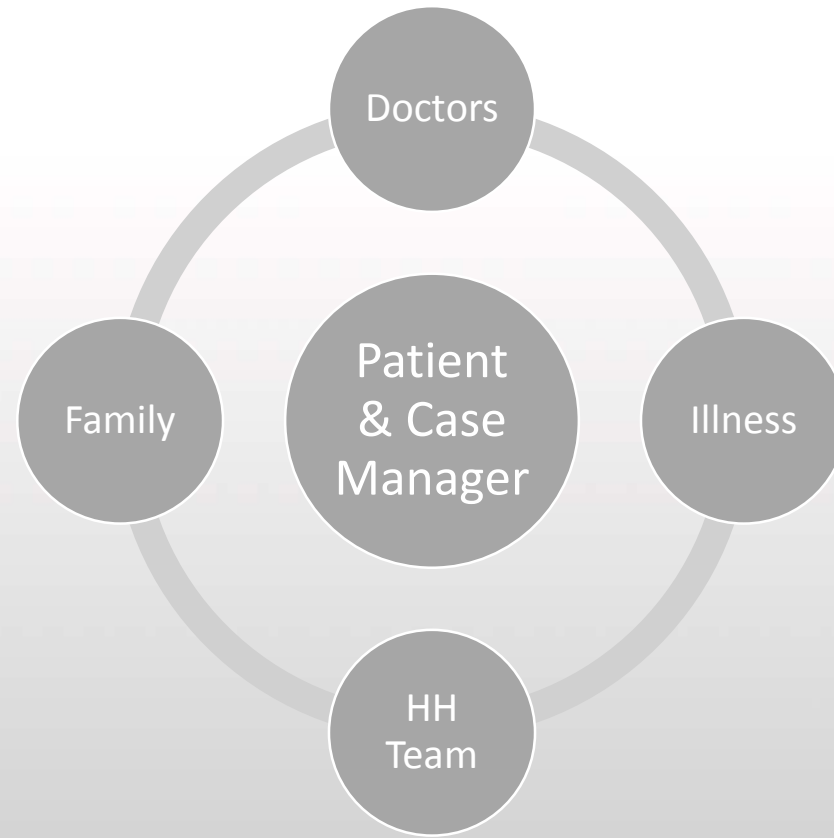 Doctors
Family
Patient
& Case
Manager
Illness
HH
Team